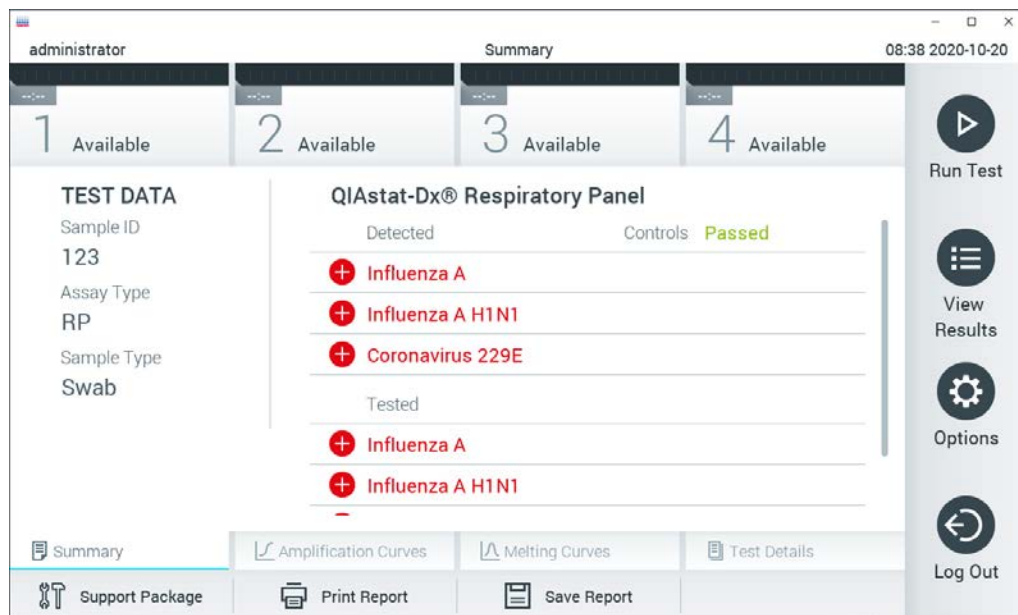 administrator Summary 08:38 2020-10-20
--:-- --:-- --:-- --:--
1 Available 2 Available 3 Available 4 Available
Run Test
TEST DATA
Sample ID
123
Assay Type
RP
Sample Type
Swab
QIAstat-Dx® Respiratory Panel
Detected Controls Passed
Influenza A
Influenza A H1N1
Coronavirus 229E
Tested
Influenza A
Influenza A H1N1
View
Results
Options
Log Out
Summary Amplification Curves Melting Curves Test Details
Support Package Print Report Save Report